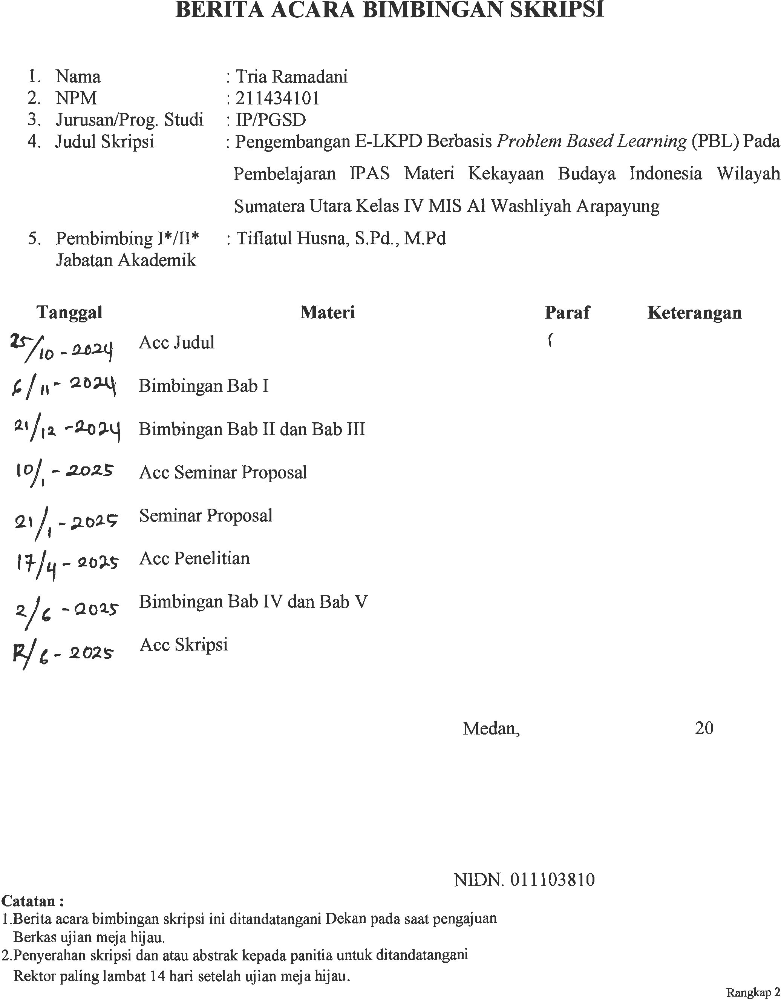 BERITA ACARA BIMBINGAN SKRIPSI
1. Nama : Tria Ramadani
2. NPM : 211434101
3. Jurusan/Prog. Studi : IP/PGSD
4. Judul Skripsi : Pengembangan E-LKPD Berbasis Problem Based Learning (PBL) Pada
Pembelajaran IPAS Materi Kekayaan Budaya Indonesia Wilayah
Sumatera Utara Kelas IV MIS Al Washliyah Arapayung
5. Pembimbing I*/II* : Tiflatul Husna, S.Pd., M.Pd
Jabatan Akademik
Tanggal Materi Paraf Keterangan
25/10 - 2024 Acc Judul
6/11 - 2024 Bimbingan Bab I
21/12 - 2024 Bimbingan Bab II dan Bab III
10/1 - 2025 Acc Seminar Proposal
21/1 - 2025 Seminar Proposal
17/4 - 2025 Acc Penelitian
2/6 - 2025 Bimbingan Bab IV dan Bab V
/6 - 2025 Acc Skripsi
Medan, 20
NIDN. 011103810
Catatan :
1.Berita acara bimbingan skripsi ini ditandatangani Dekan pada saat pengajuan
Berkas ujian meja hijau.
2.Penyerahan skripsi dan atau abstrak kepada panitia untuk ditandatangani
Rektor paling lambat 14 hari setelah ujian meja hijau.
Rangkap 2